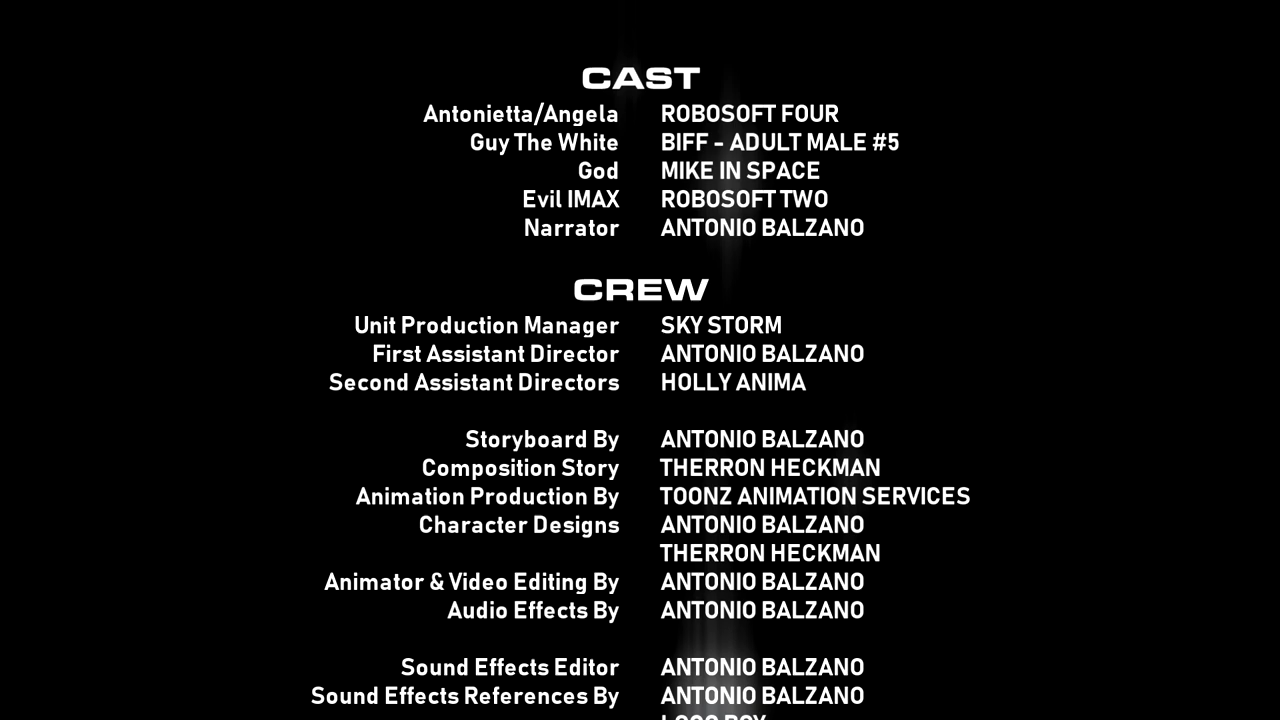 CAST
Antonietta/Angela ROBOSOFT FOUR
Guy The White BIFF - ADULT MALE #5
God MIKE IN SPACE
Evil IMAX ROBOSOFT TWO
Narrator ANTONIO BALZANO
CREW
Unit Production Manager SKY STORM
First Assistant Director ANTONIO BALZANO
Second Assistant Directors HOLLY ANIMA
Storyboard By ANTONIO BALZANO
Composition Story THERRON HECKMAN
Animation Production By TOONZ ANIMATION SERVICES
Character Designs ANTONIO BALZANO
THERRON HECKMAN
Animator & Video Editing By ANTONIO BALZANO
Audio Effects By ANTONIO BALZANO
Sound Effects Editor ANTONIO BALZANO
Sound Effects References By ANTONIO BALZANO